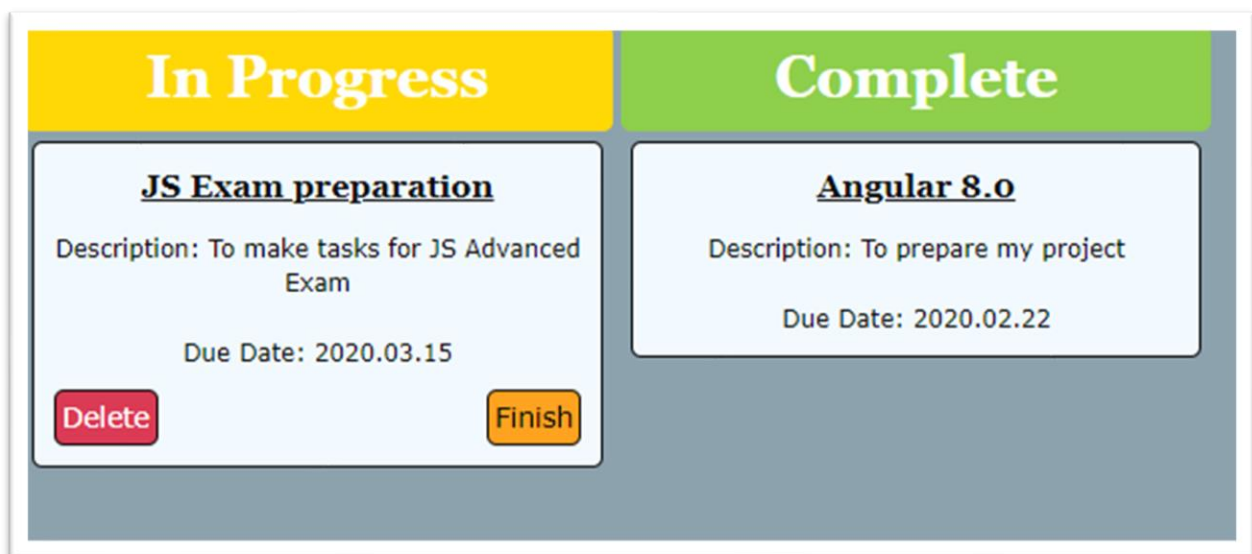 In Progress
Complete
JS Exam preparation
Description: To make tasks for JS Advanced
Exam
Due Date: 2020.03.15
Delete
Finish
Angular 8.0
Description: To prepare my project
Due Date: 2020.02.22